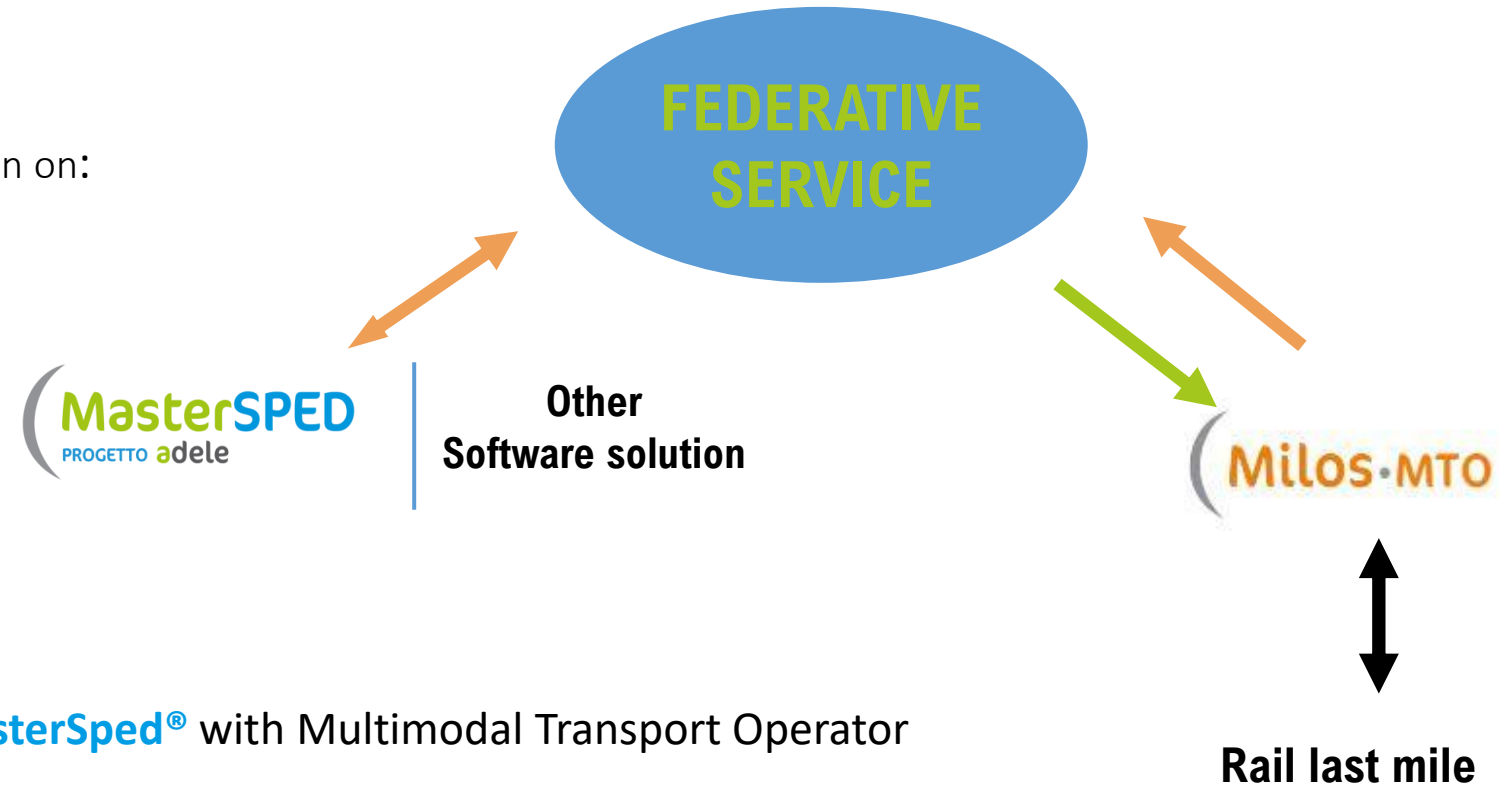 FEDERATIVE
SERVICE
n on:
MasterSPED
PROGETTO adele
Other
Software solution
Milos·MTO
sterSped® with Multimodal Transport Operator
Rail last mile